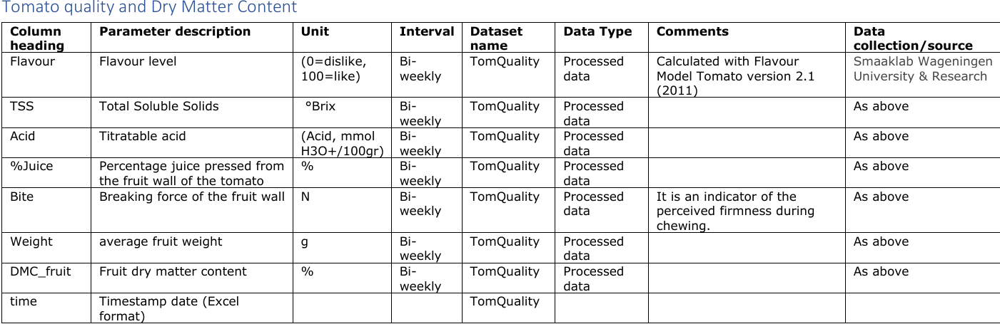 Tomato quality and Dry Matter Content
Column heading | Parameter description | Unit | Interval | Dataset name | Data Type | Comments | Data collection/source
Flavour | Flavour level | (0=dislike, 100=like) | Bi-weekly | TomQuality | Processed data | Calculated with Flavour Model Tomato version 2.1 (2011) | Smaaklab Wageningen University & Research
TSS | Total Soluble Solids | °Brix | Bi-weekly | TomQuality | Processed data | | As above
Acid | Titratable acid | (Acid, mmol H3O+/100gr) | Bi-weekly | TomQuality | Processed data | | As above
%Juice | Percentage juice pressed from the fruit wall of the tomato | % | Bi-weekly | TomQuality | Processed data | | As above
Bite | Breaking force of the fruit wall | N | Bi-weekly | TomQuality | Processed data | It is an indicator of the perceived firmness during chewing. | As above
Weight | average fruit weight | g | Bi-weekly | TomQuality | Processed data | | As above
DMC_fruit | Fruit dry matter content | % | Bi-weekly | TomQuality | Processed data | | As above
time | Timestamp date (Excel format) | | | TomQuality | | |